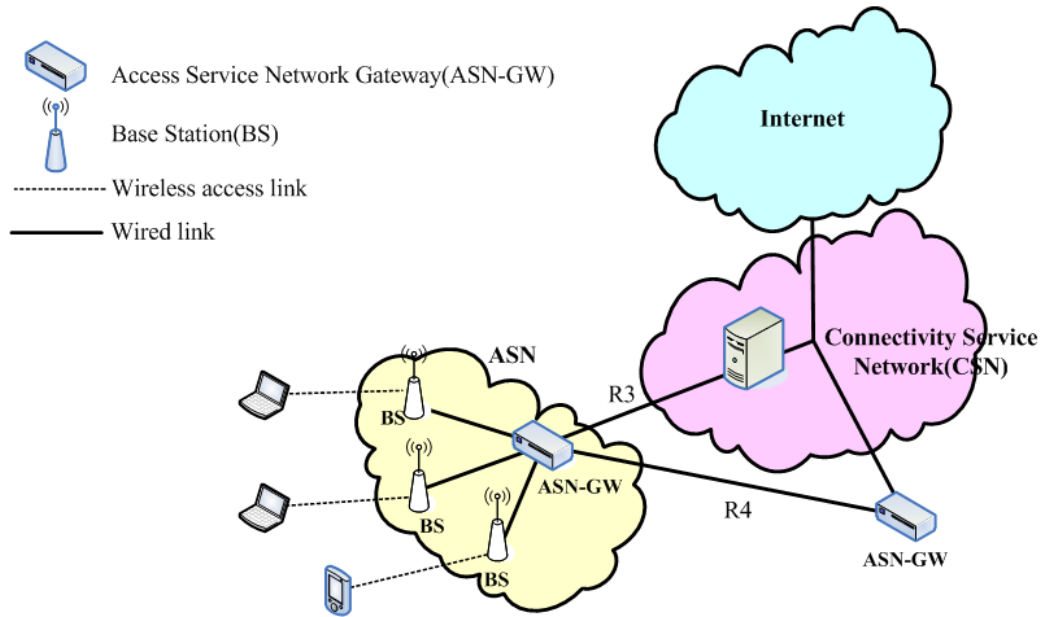 Access Service Network Gateway(ASN-GW)
Base Station(BS)
Wireless access link
Wired link
Internet
Connectivity Service
Network(CSN)
ASN
R3
BS
ASN-GW
BS
R4
BS
ASN-GW